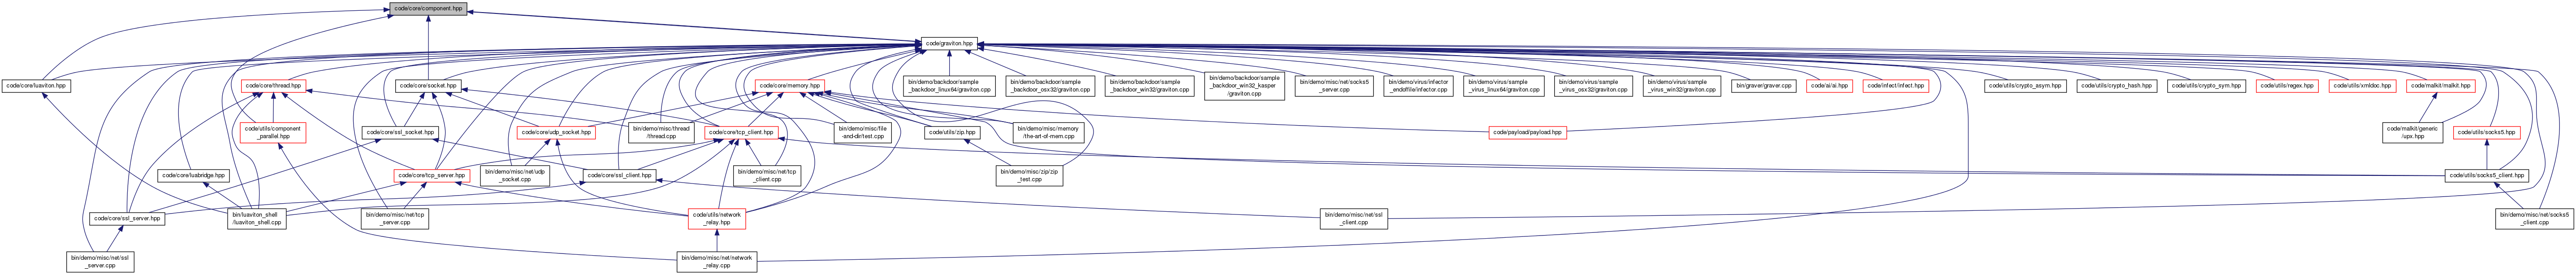 code/core/component.hpp
code/graviton.hpp
code/core/luaviton.hpp
code/core/thread.hpp
code/core/socket.hpp
code/core/memory.hpp
bin/demo/backdoor/sample
_backdoor_linux64/graviton.cpp
bin/demo/backdoor/sample
_backdoor_osx32/graviton.cpp
bin/demo/backdoor/sample
_backdoor_win32/graviton.cpp
bin/demo/backdoor/sample
_backdoor_win32_kasper
/graviton.cpp
bin/demo/misc/net/socks5
_server.cpp
bin/demo/virus/infector
_endoffile/infector.cpp
bin/demo/virus/sample
_virus_linux64/graviton.cpp
bin/demo/virus/sample
_virus_osx32/graviton.cpp
bin/demo/virus/sample
_virus_win32/graviton.cpp
bin/graver/graver.cpp
code/ai/ai.hpp
code/infect/infect.hpp
code/utils/crypto_asym.hpp
code/utils/crypto_hash.hpp
code/utils/crypto_sym.hpp
code/utils/regex.hpp
code/utils/xmldoc.hpp
code/malkit/malkit.hpp
code/utils/component
_parallel.hpp
code/core/ssl_socket.hpp
code/core/udp_socket.hpp
bin/demo/misc/thread
/thread.cpp
code/core/tcp_client.hpp
bin/demo/misc/file
-and-dir/test.cpp
code/utils/zip.hpp
bin/demo/misc/memory
/the-art-of-mem.cpp
code/payload/payload.hpp
code/malkit/generic
/upx.hpp
code/utils/socks5.hpp
code/core/luabridge.hpp
code/core/tcp_server.hpp
bin/demo/misc/net/udp
_socket.cpp
code/core/ssl_client.hpp
bin/demo/misc/net/tcp
_client.cpp
bin/demo/misc/zip/zip
_test.cpp
code/utils/socks5_client.hpp
code/core/ssl_server.hpp
bin/luaviton_shell
/luaviton_shell.cpp
bin/demo/misc/net/tcp
_server.cpp
code/utils/network
_relay.hpp
bin/demo/misc/net/ssl
_client.cpp
bin/demo/misc/net/socks5
_client.cpp
bin/demo/misc/net/ssl
_server.cpp
bin/demo/misc/net/network
_relay.cpp